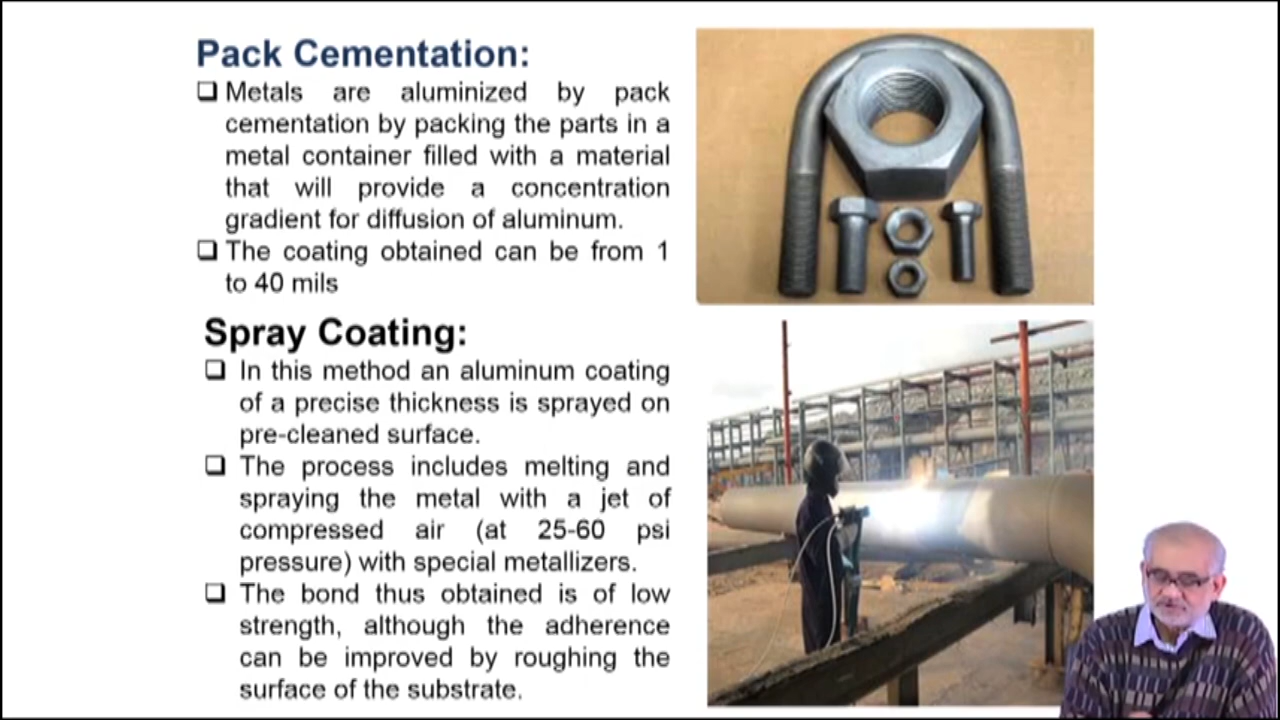 Pack Cementation:
❑ Metals are aluminized by pack
cementation by packing the parts in a
metal container filled with a material
that will provide a concentration
gradient for diffusion of aluminum.
❑ The coating obtained can be from 1
to 40 mils
Spray Coating:
❑ In this method an aluminum coating
of a precise thickness is sprayed on
pre-cleaned surface.
❑ The process includes melting and
spraying the metal with a jet of
compressed air (at 25-60 psi
pressure) with special metallizers.
❑ The bond thus obtained is of low
strength, although the adherence
can be improved by roughing the
surface of the substrate.